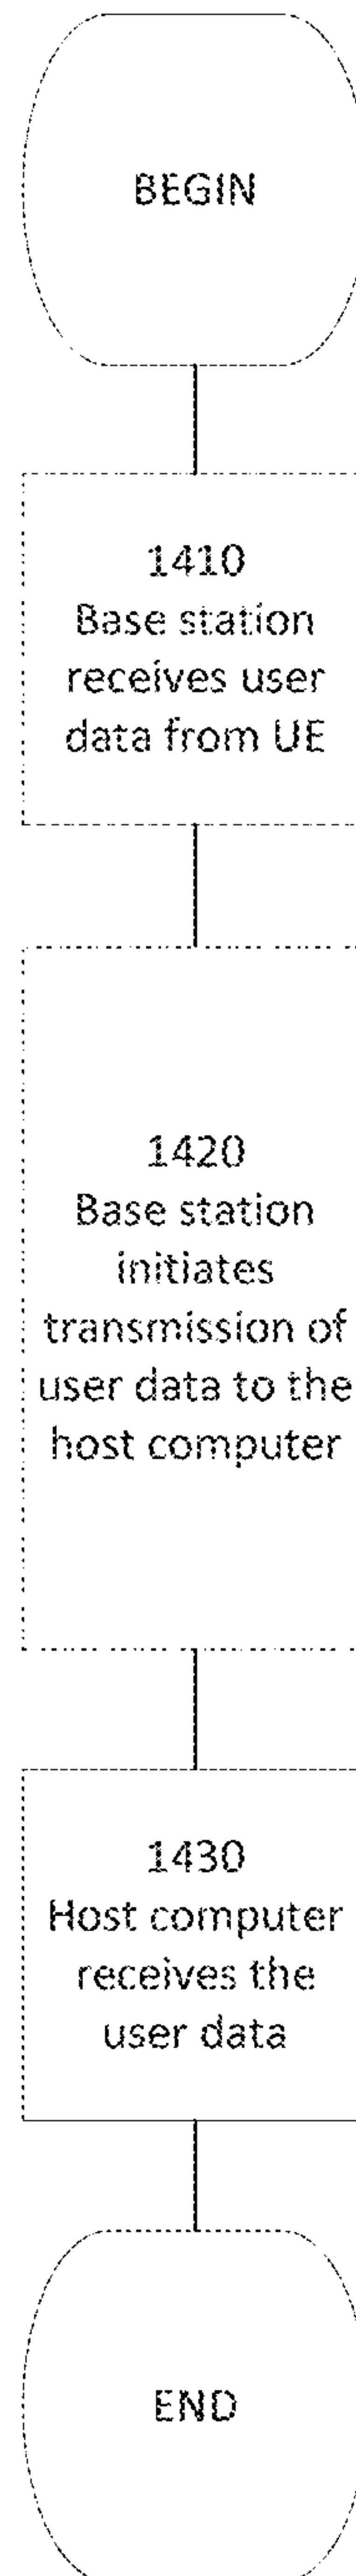 BEGIN
1410
Base station
receives user
data from UE
1420
Base station
initiates
transmission of
user data to the
host computer
1430
Host computer
receives the
user data
END